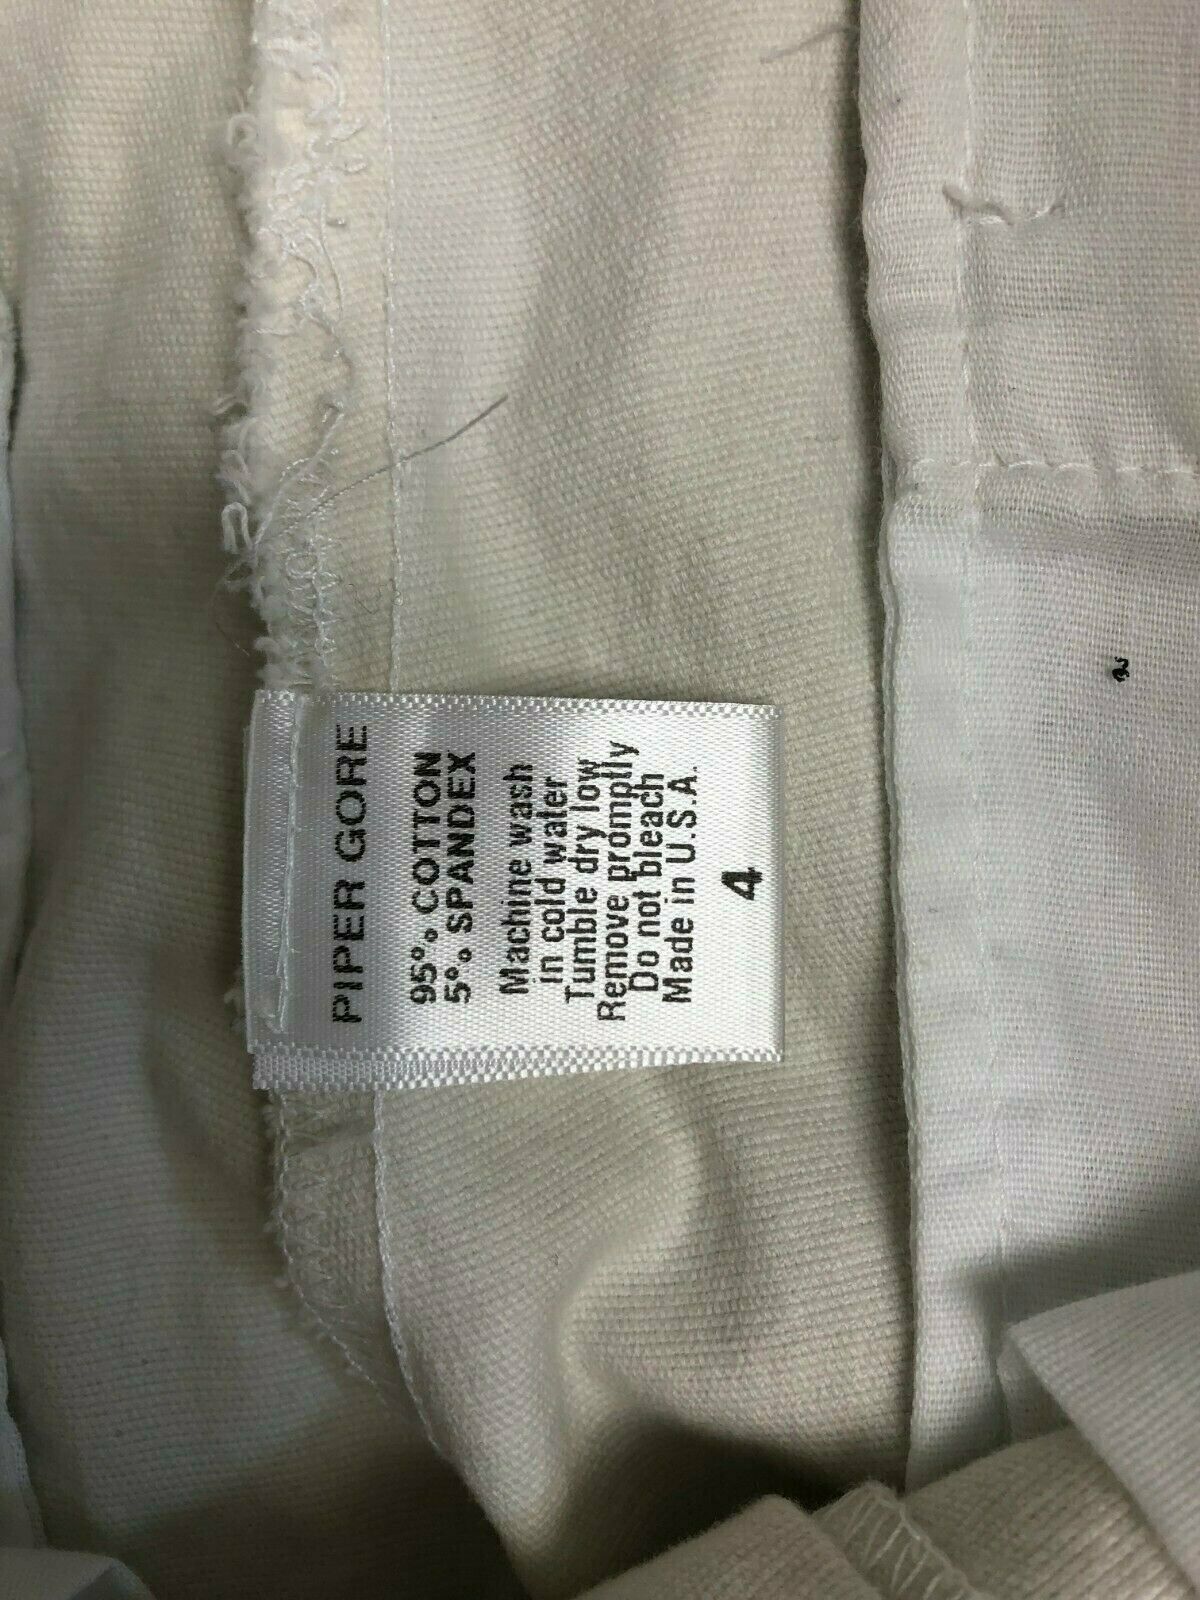 PIPER GORE
95% COTTON
5% SPANDEX
Machine wash
in cold water
Tumble dry low
Remove promptly
Do not bleach
Made in U.S.A.
4